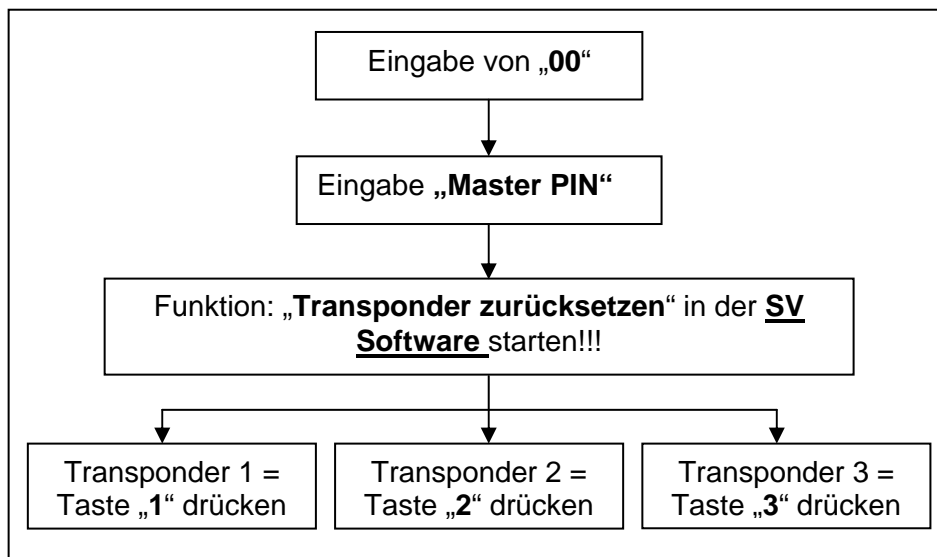 Eingabe von „00“
Eingabe „Master PIN“
Funktion: „Transponder zurücksetzen“ in der SV
Software starten!!!
Transponder 1 =
Taste „1“ drücken
Transponder 2 =
Taste „2“ drücken
Transponder 3 =
Taste „3“ drücken